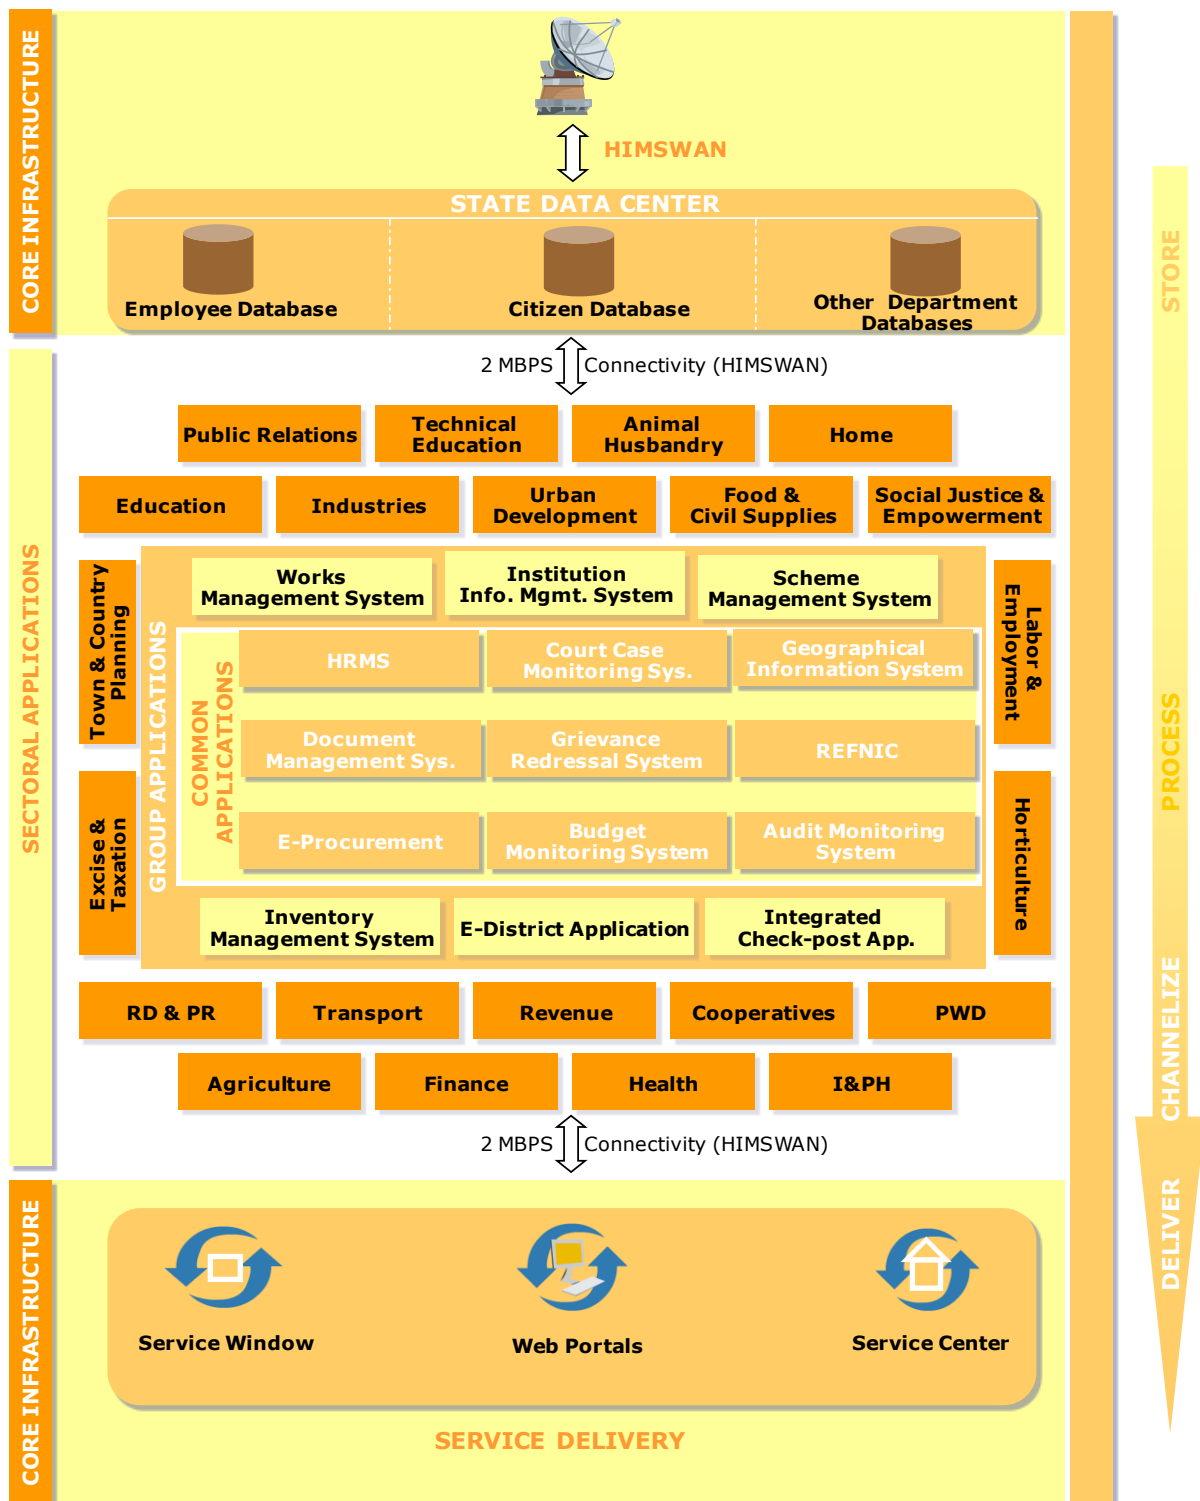 CORE INFRASTRUCTURE
HIMSWAN
STATE DATA CENTER
Employee Database
Citizen Database
Other Department
Databases
STORE
2 MBPS Connectivity (HIMSWAN)
SECTORAL APPLICATIONS
Public Relations
Technical
Education
Animal
Husbandry
Home
Education
Industries
Urban
Development
Food &
Civil Supplies
Social Justice &
Empowerment
Town & Country
Planning
Excise &
Taxation
GROUP APPLICATIONS
Works
Management System
Institution
Info. Mgmt. System
Scheme
Management System
COMMON
APPLICATIONS
HRMS
Court Case
Monitoring Sys.
Geographical
Information System
Document
Management Sys.
Grievance
Redressal System
REFNIC
E-Procurement
Budget
Monitoring System
Audit Monitoring
System
Inventory
Management System
E-District Application
Integrated
Check-post App.
Labor &
Employment
Horticulture
PROCESS
RD & PR
Transport
Revenue
Cooperatives
PWD
Agriculture
Finance
Health
I&PH
CHANNELIZE
2 MBPS Connectivity (HIMSWAN)
CORE INFRASTRUCTURE
Service Window
Web Portals
Service Center
DELIVER
SERVICE DELIVERY